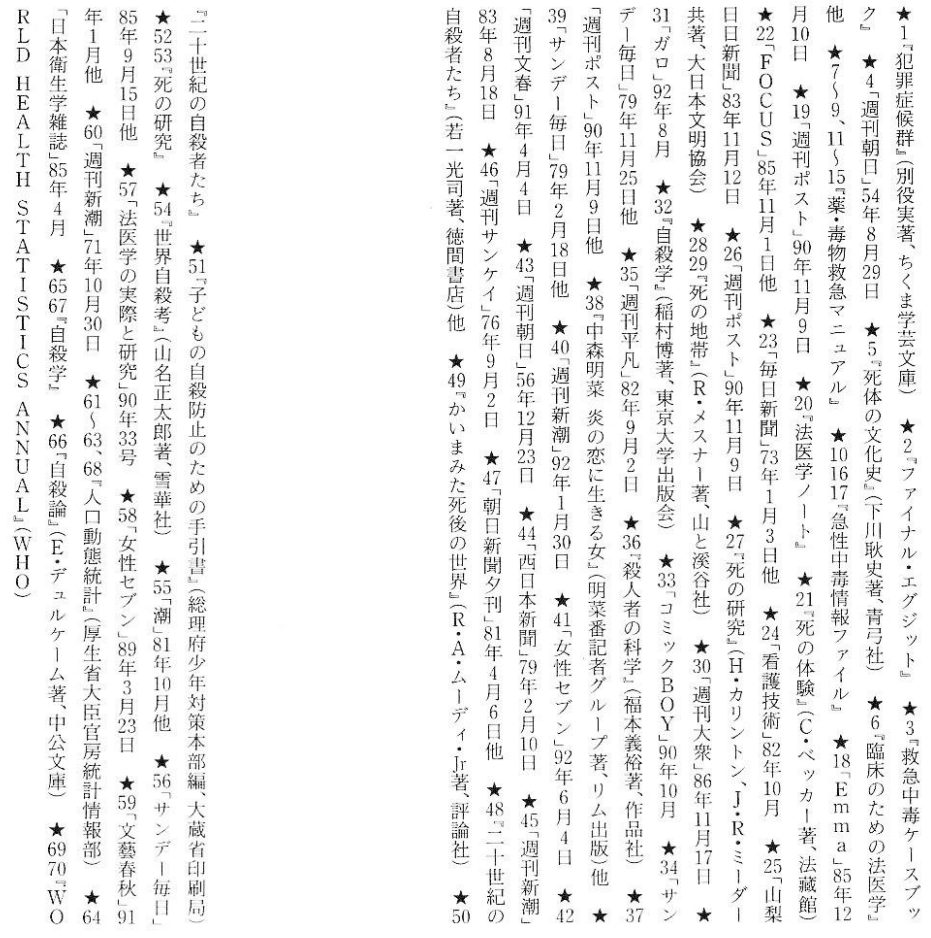 ★1『犯罪症候群』(別役実著、ちくま学芸文庫) ★2『ファイナル・エグジット』 ★3『救急中毒ケースブッ
ク』 ★4「週刊朝日」54年8月29日 ★5『死体の文化史』(下川耿史著、青弓社) ★6『臨床のための法医学』
他 ★7〜9、11〜15『薬・毒物救急マニュアル』 ★10 16 17『急性中毒情報ファイル』 ★18「Emma」85年12
月10日 ★19「週刊ポスト」90年11月9日 ★20『法医学ノート』 ★21『死の体験』(C・ベッカー著、法藏館)
★22「FOCUS」85年11月1日他 ★23「毎日新聞」73年1月3日他 ★24「看護技術」82年10月 ★25「山梨
日日新聞」83年11月12日 ★26「週刊ポスト」90年11月9日 ★27『死の研究』(H・カリントン、J・R・ミーダー
共著、大日本文明協会) ★28 29『死の地帯』(R・メスナー著、山と溪谷社) ★30「週刊大衆」86年11月17日 ★
31「ガロ」92年8月 ★32『自殺学』(稲村博著、東京大学出版会) ★33「コミックBOY」90年10月 ★34「サン
デー毎日」79年11月25日他 ★35「週刊平凡」82年9月2日 ★36『殺人者の科学』(福本義裕著、作品社) ★37
「週刊ポスト」90年11月9日他 ★38『中森明菜 炎の恋に生きる女』(明菜番記者グループ著、リム出版)他 ★
39「サンデー毎日」79年2月18日他 ★40「週刊新潮」92年1月30日 ★41「女性セブン」92年6月4日 ★42
「週刊文春」91年4月4日 ★43「週刊朝日」56年12月23日 ★44「西日本新聞」79年2月10日 ★45「週刊新潮」
83年8月18日 ★46「週刊サンケイ」76年9月2日 ★47「朝日新聞夕刊」81年4月6日他 ★48『二十世紀の
自殺者たち』(若一光司著、徳間書店)他 ★49『かいまみた死後の世界』(R・A・ムーディ・Jr著、評論社) ★50
『二十世紀の自殺者たち』 ★51『子どもの自殺防止のための手引書』(総理府少年対策本部編、大蔵省印刷局)
★52 53『死の研究』 ★54『世界自殺考』(山名正太郎著、雪華社) ★55「潮」81年10月他 ★56「サンデー毎日」
85年9月15日他 ★57「法医学の実際と研究」90年33号 ★58「女性セブン」89年3月23日 ★59「文藝春秋」91
年1月他 ★60「週刊新潮」71年10月30日 ★61〜63、68『人口動態統計』(厚生省大臣官房統計情報部) ★64
「日本衛生学雑誌」85年4月 ★65 67『自殺学』 ★66『自殺論』(E・デュルケーム著、中公文庫) ★69 70『WO
RLD HEALTH STATISTICS ANNUAL』(WHO)